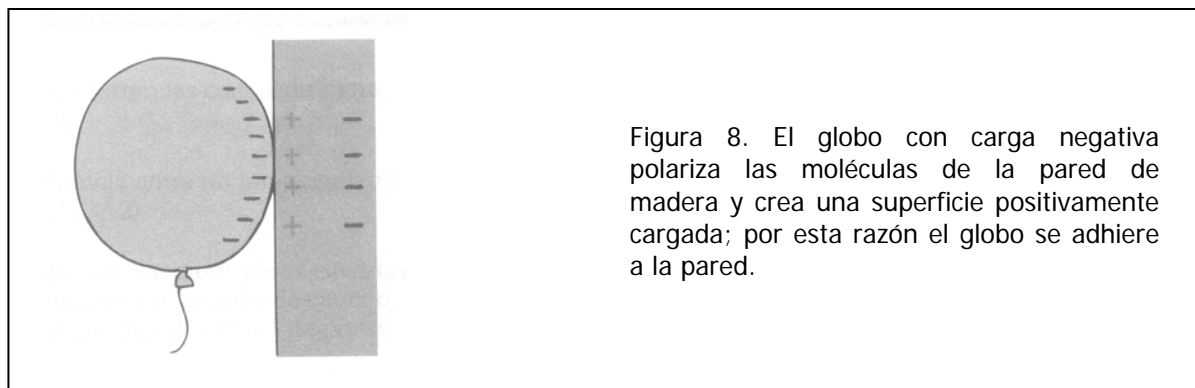 Figura 8. El globo con carga negativa
polariza las moléculas de la pared de
madera y crea una superficie positivamente
cargada; por esta razón el globo se adhiere
a la pared.